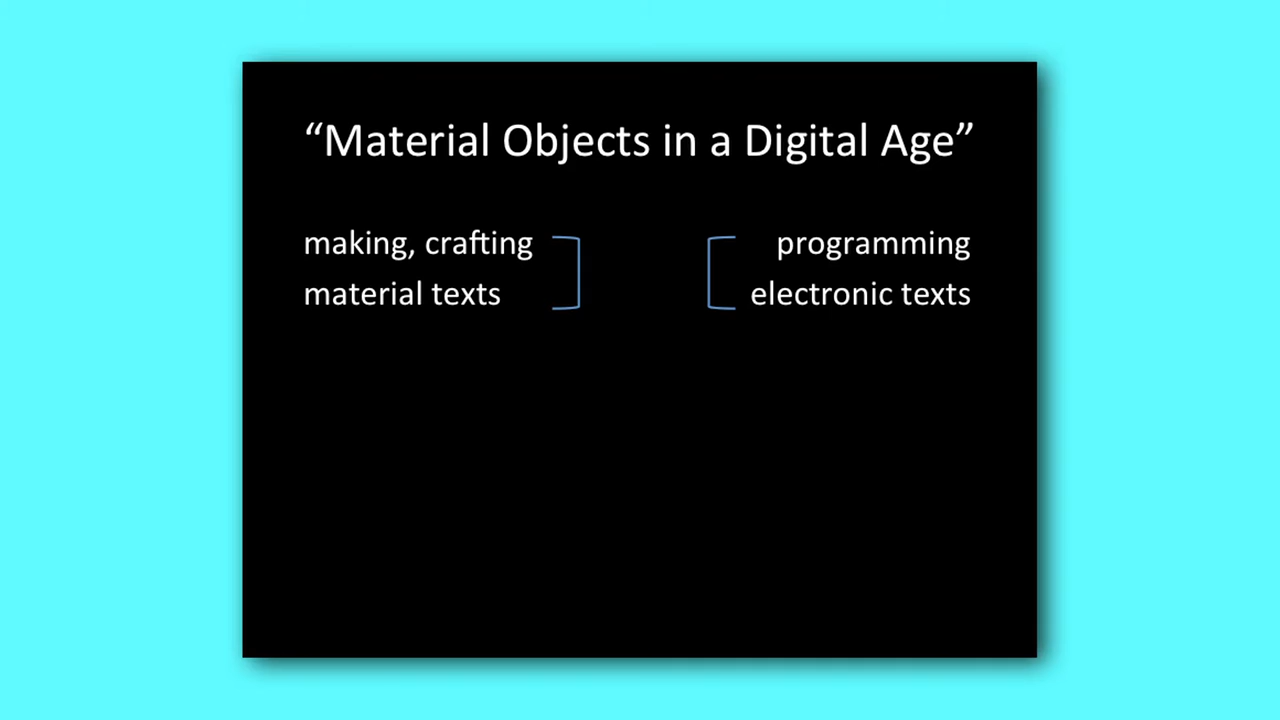 “Material Objects in a Digital Age”
making, crafting
material texts
programming
electronic texts